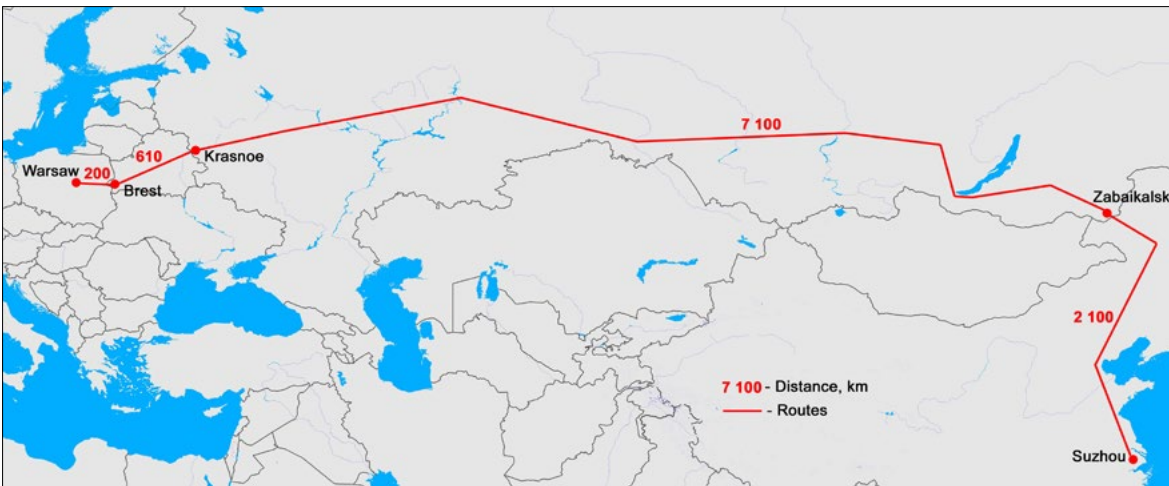 7 100
Krasnoe
610
Warsaw
200
Brest
Zabaikalsk
2 100
7 100 - Distance, km
- Routes
Suzhou